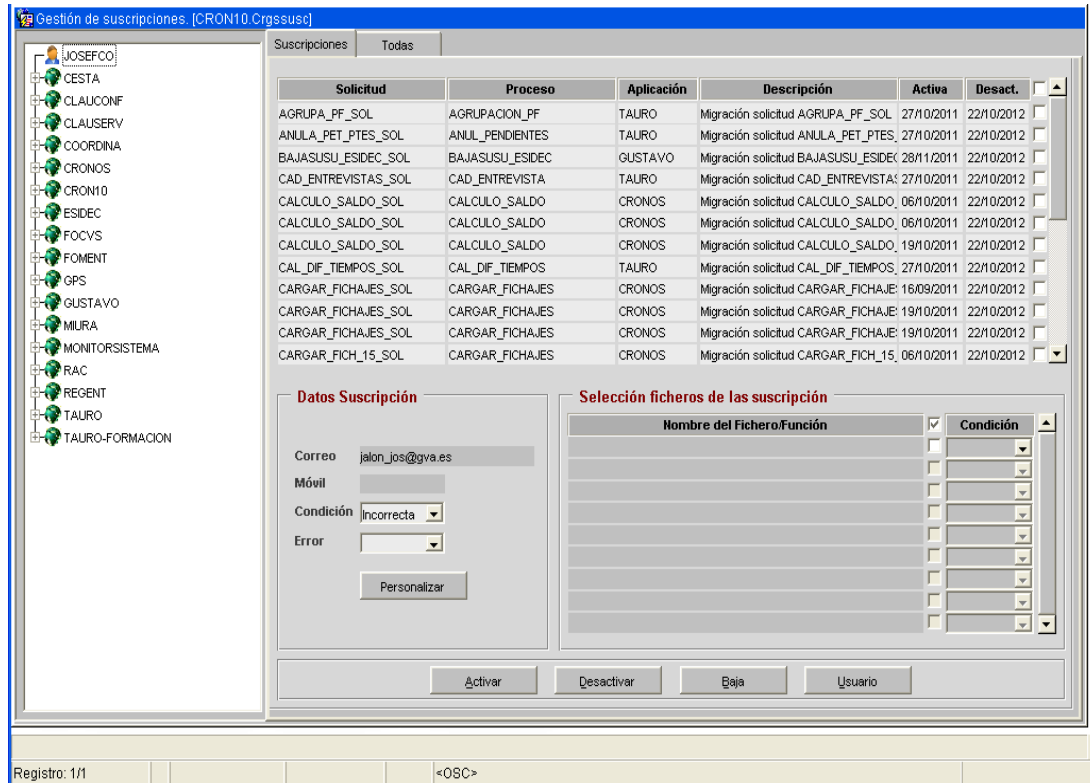 Gestión de suscripciones. [CRON10.Crgssusc]
JOSEFCO
CESTA
CLAUCONF
CLAUSERV
COORDINA
CRONOS
CRON10
ESIDEC
FOCVS
FOMENT
GPS
GUSTAVO
MIURA
MONITORSISTEMA
RAC
REGENT
TAURO
TAURO-FORMACION
Suscripciones Todas
Solicitud Proceso Aplicación Descripción Activa Desact.
AGRUPA_PF_SOL AGRUPACION_PF TAURO Migración solicitud AGRUPA_PF_SOL 27/10/2011 22/10/2012
ANULA_PET_PTES_SOL ANUL_PENDIENTES TAURO Migración solicitud ANULA_PET_PTES_ 27/10/2011 22/10/2012
BAJASUSU_ESIDEC_SOL BAJASUSU_ESIDEC GUSTAVO Migración solicitud BAJASUSU_ESIDEC 28/11/2011 22/10/2012
CAD_ENTREVISTAS_SOL CAD_ENTREVISTA TAURO Migración solicitud CAD_ENTREVISTAS 27/10/2011 22/10/2012
CALCULO_SALDO_SOL CALCULO_SALDO CRONOS Migración solicitud CALCULO_SALDO_ 06/10/2011 22/10/2012
CALCULO_SALDO_SOL CALCULO_SALDO CRONOS Migración solicitud CALCULO_SALDO_ 06/10/2011 22/10/2012
CALCULO_SALDO_SOL CALCULO_SALDO CRONOS Migración solicitud CALCULO_SALDO_ 19/10/2011 22/10/2012
CAL_DIF_TIEMPOS_SOL CAL_DIF_TIEMPOS TAURO Migración solicitud CAL_DIF_TIEMPOS_ 27/10/2011 22/10/2012
CARGAR_FICHAJES_SOL CARGAR_FICHAJES CRONOS Migración solicitud CARGAR_FICHAJE 16/09/2011 22/10/2012
CARGAR_FICHAJES_SOL CARGAR_FICHAJES CRONOS Migración solicitud CARGAR_FICHAJE 19/10/2011 22/10/2012
CARGAR_FICHAJES_SOL CARGAR_FICHAJES CRONOS Migración solicitud CARGAR_FICHAJE 19/10/2011 22/10/2012
CARGAR_FICH_15_SOL CARGAR_FICHAJES CRONOS Migración solicitud CARGAR_FICH_15_ 06/10/2011 22/10/2012
Datos Suscripción
Correo jalon_jos@gva.es
Móvil
Condición Incorrecta
Error
Personalizar
Selección ficheros de las suscripción
Nombre del Fichero/Función Condición
Activar Desactivar Baja Usuario
Registro: 1/1 <OSC>